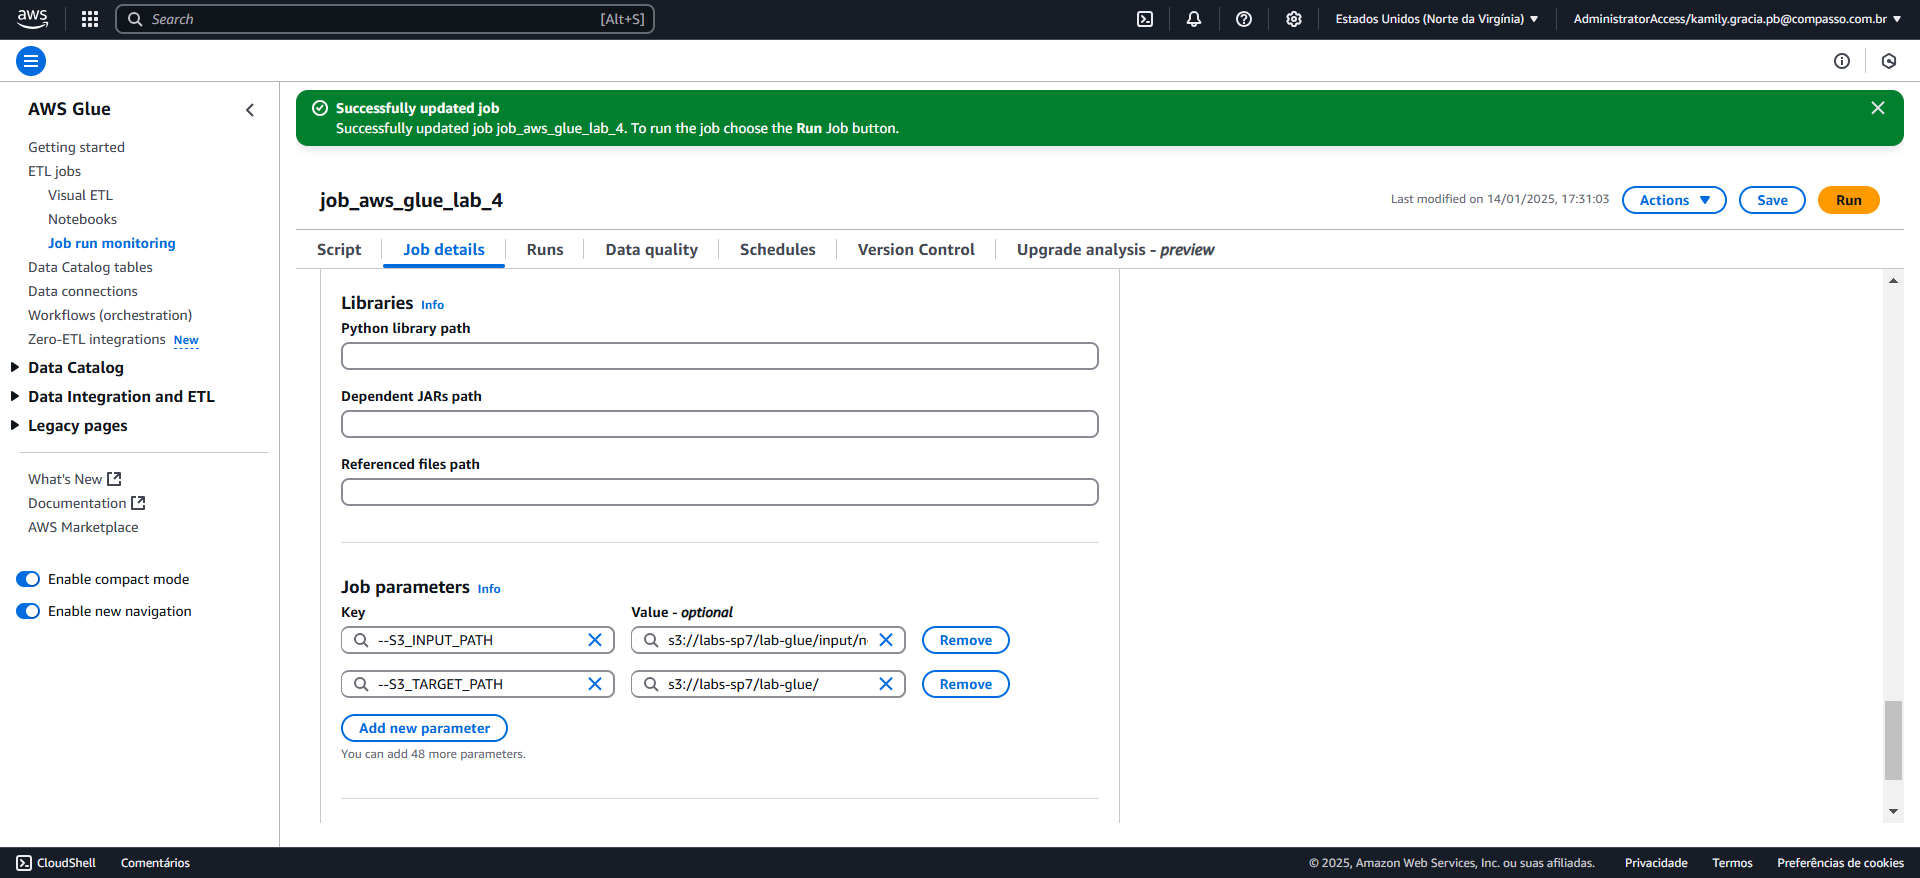 aws
Search
[Alt+S]
Estados Unidos (Norte da Virgínia)
AdministratorAccess/kamily.gracia.pb@compasso.com.br
AWS Glue
Getting started
ETL jobs
Visual ETL
Notebooks
Job run monitoring
Data Catalog tables
Data connections
Workflows (orchestration)
Zero-ETL integrations New
Data Catalog
Data Integration and ETL
Legacy pages
What's New
Documentation
AWS Marketplace
Enable compact mode
Enable new navigation
Successfully updated job
Successfully updated job job_aws_glue_lab_4. To run the job choose the Run Job button.
job_aws_glue_lab_4
Last modified on 14/01/2025, 17:31:03
Actions
Save
Run
Script
Job details
Runs
Data quality
Schedules
Version Control
Upgrade analysis - preview
Libraries Info
Python library path
Dependent JARs path
Referenced files path
Job parameters Info
Key
Value - optional
--S3_INPUT_PATH
s3://labs-sp7/lab-glue/input/n
Remove
--S3_TARGET_PATH
s3://labs-sp7/lab-glue/
Remove
Add new parameter
You can add 48 more parameters.
CloudShell
Comentários
© 2025, Amazon Web Services, Inc. ou suas afiliadas.
Privacidade
Termos
Preferências de cookies